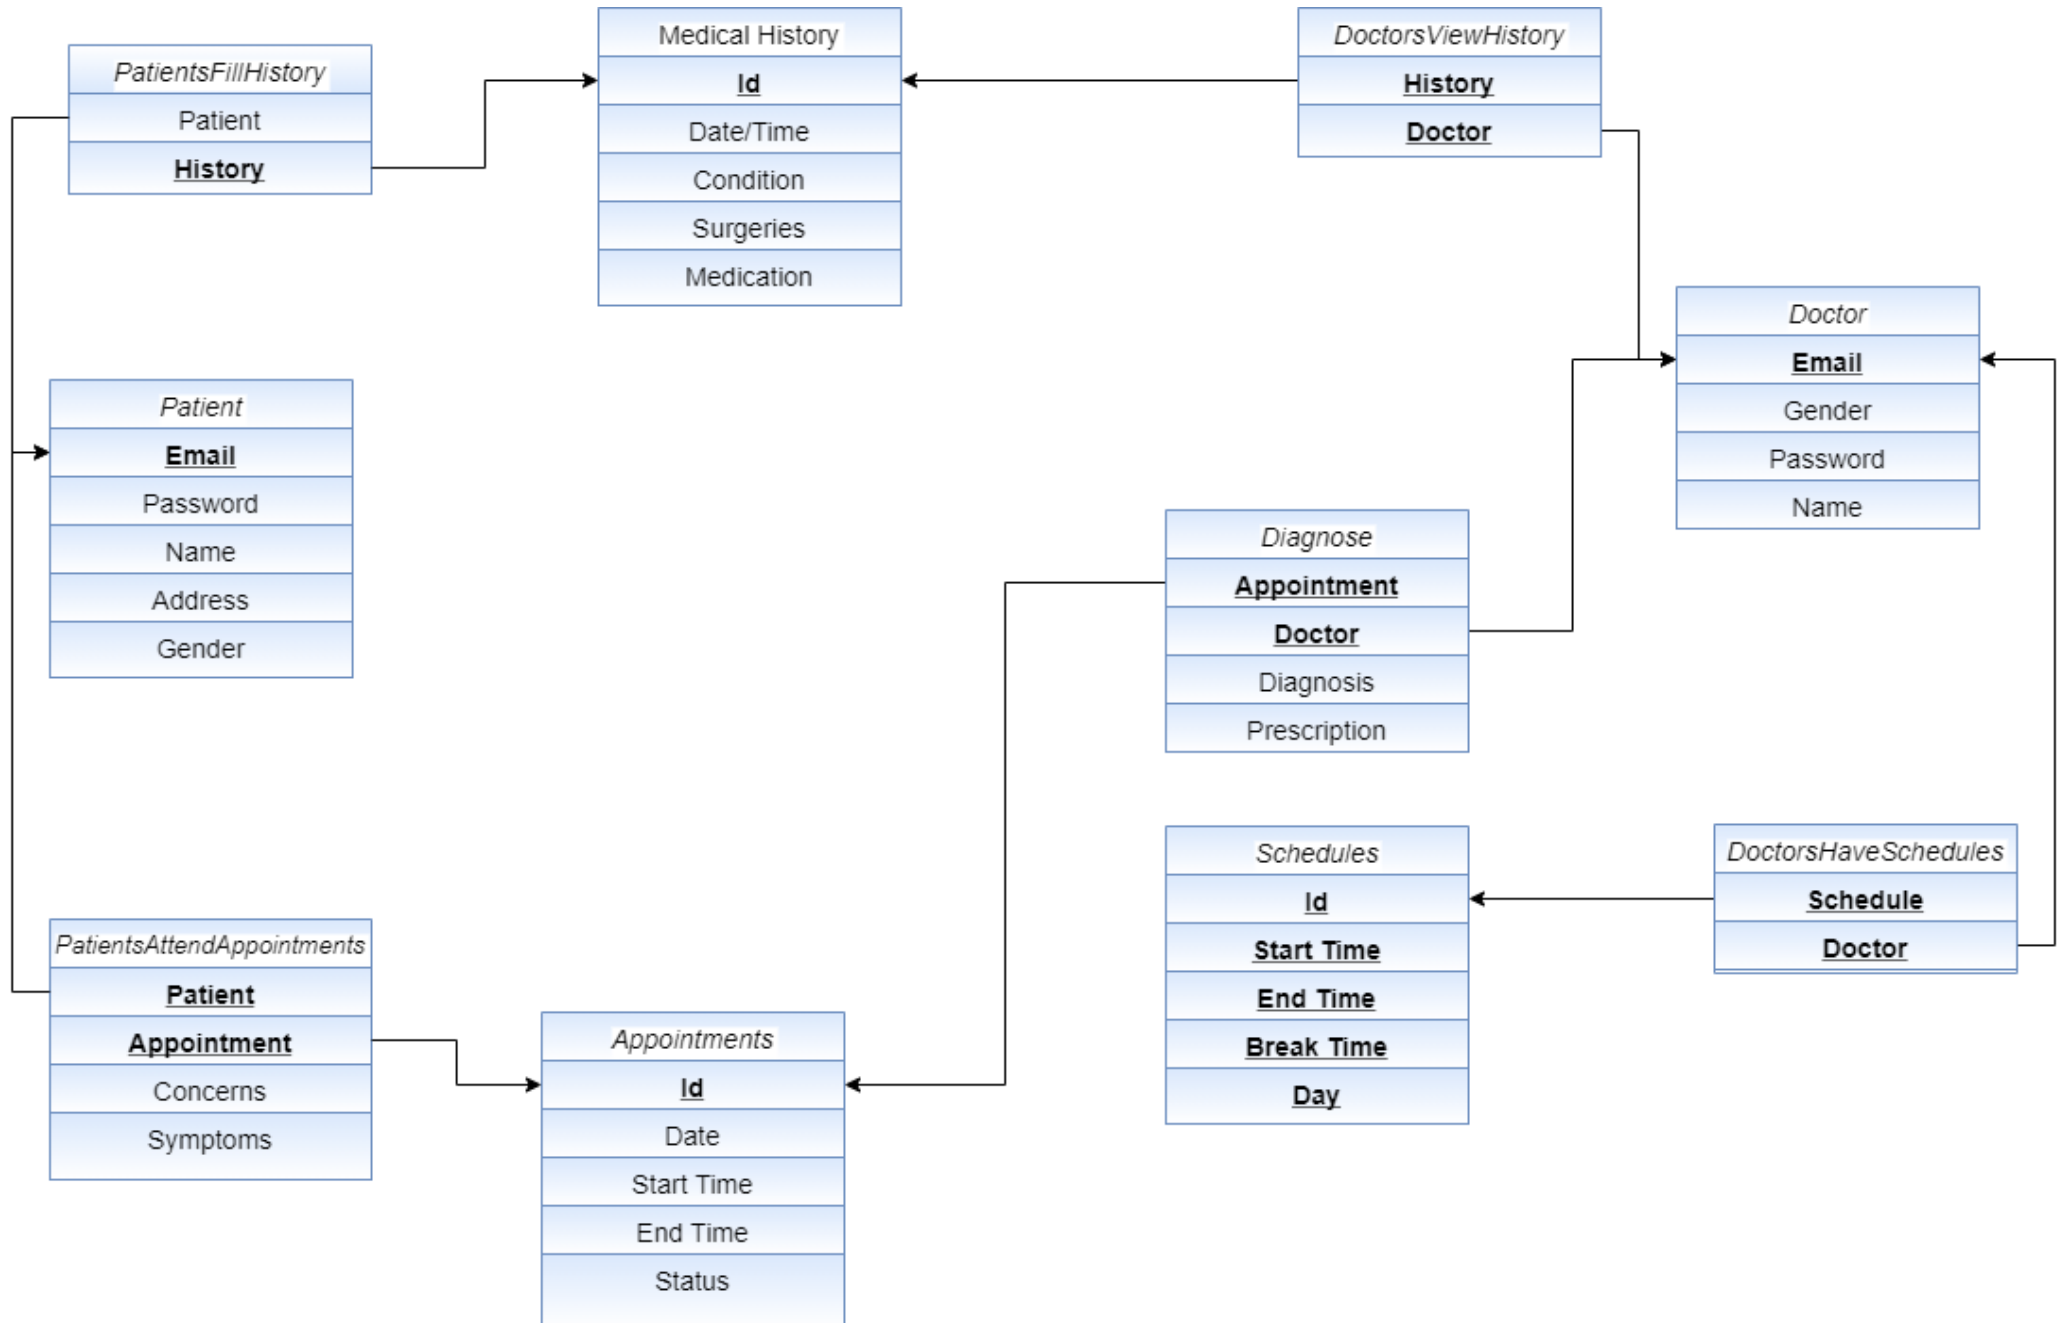 PatientsFillHistory
Patient
History
Medical History
Id
Date/Time
Condition
Surgeries
Medication
DoctorsViewHistory
History
Doctor
Doctor
Email
Gender
Password
Name
Patient
Email
Password
Name
Address
Gender
Diagnose
Appointment
Doctor
Diagnosis
Prescription
Schedules
Id
Start Time
End Time
Break Time
Day
DoctorsHaveSchedules
Schedule
Doctor
PatientsAttendAppointments
Patient
Appointment
Concerns
Symptoms
Appointments
Id
Date
Start Time
End Time
Status